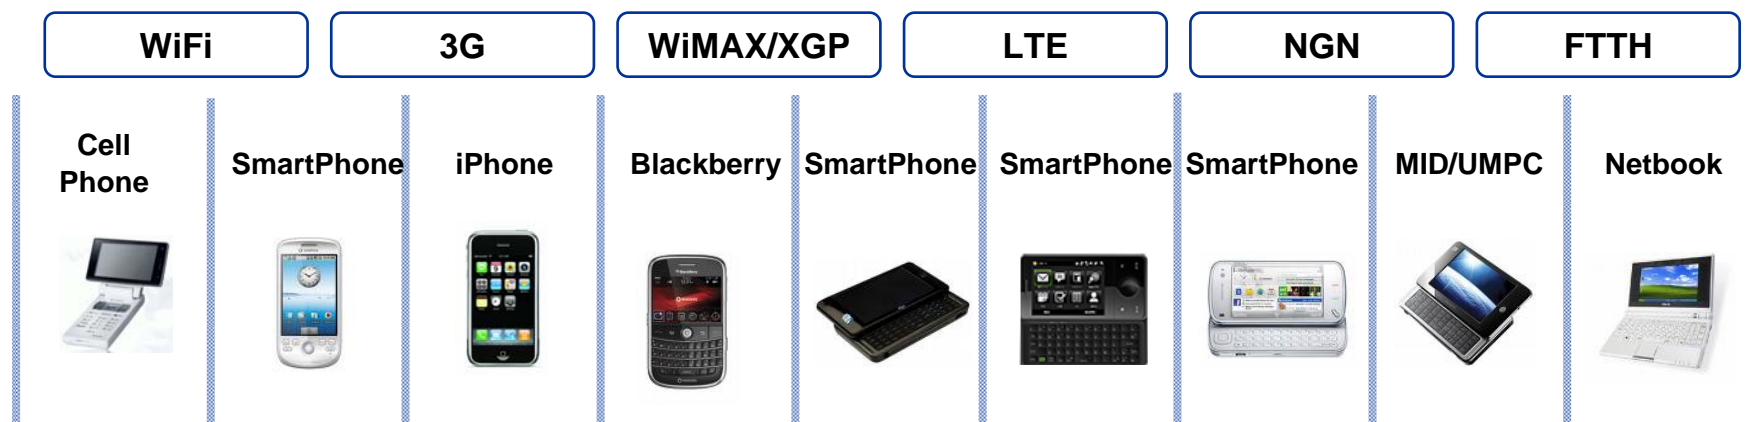 WiFi
3G
WiMAX/XGP
LTE
NGN
FTTH
Cell
Phone
SmartPhone
iPhone
Blackberry
SmartPhone
SmartPhone
SmartPhone
MID/UMPC
Netbook